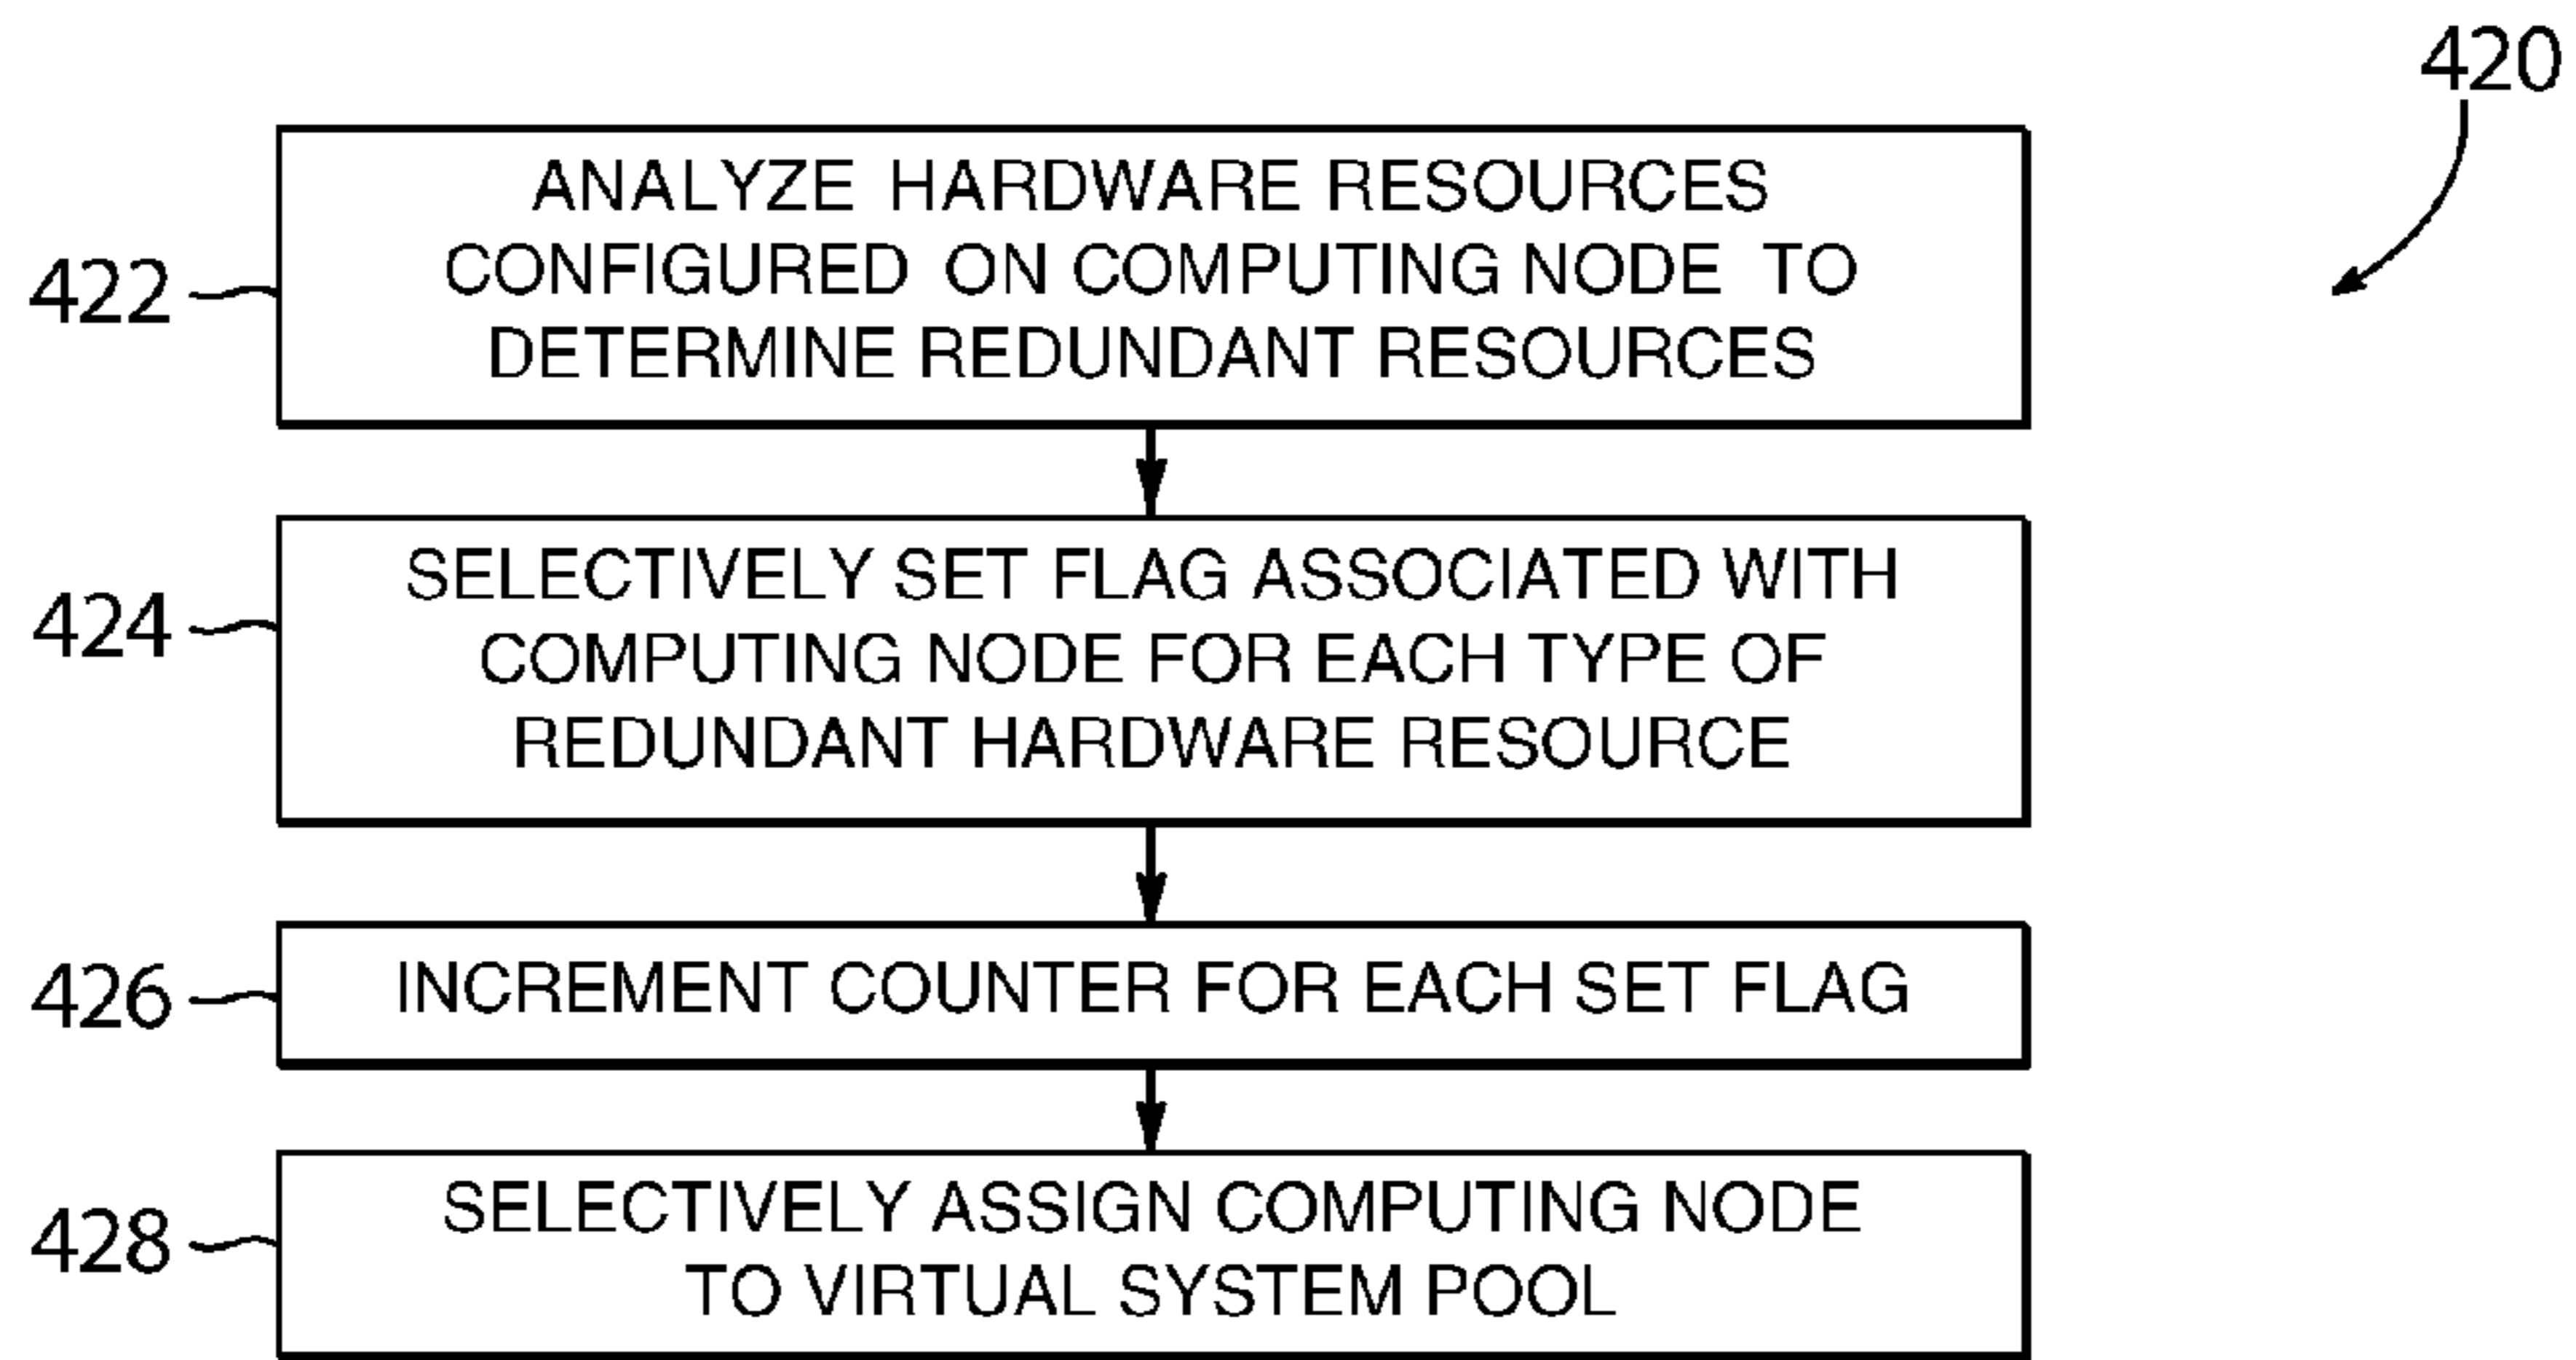 420
ANALYZE HARDWARE RESOURCES
CONFIGURED ON COMPUTING NODE TO
DETERMINE REDUNDANT RESOURCES
422
SELECTIVELY SET FLAG ASSOCIATED WITH
COMPUTING NODE FOR EACH TYPE OF
REDUNDANT HARDWARE RESOURCE
424
INCREMENT COUNTER FOR EACH SET FLAG
426
SELECTIVELY ASSIGN COMPUTING NODE
TO VIRTUAL SYSTEM POOL
428